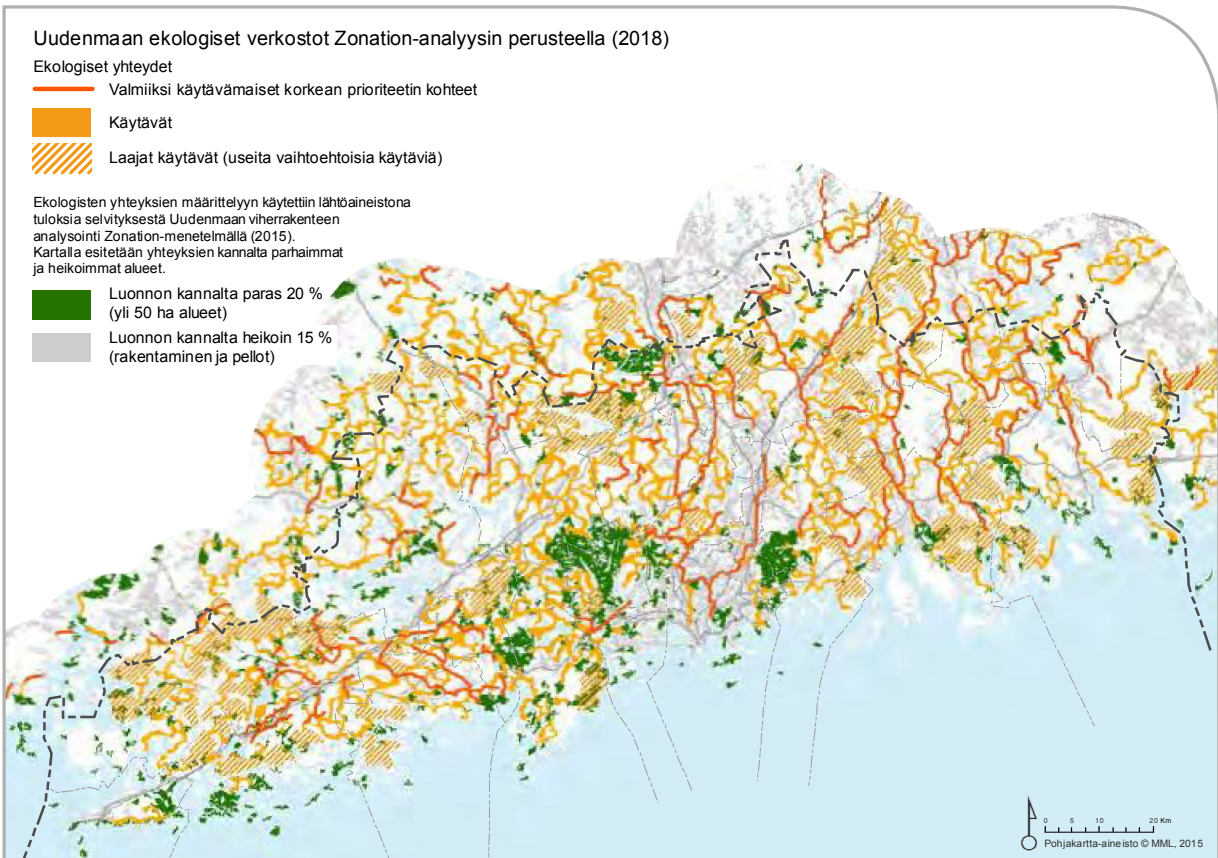 Uudenmaan ekologiset verkostot Zonation-analyysin perusteella (2018)
Ekologiset yhteydet
Valmiiksi käytävämaiset korkean prioriteetin kohteet
Käytävät
Laajat käytävät (useita vaihtoehtoisia käytäviä)
Ekologisten yhteyksien määrittelyyn käytettiin lähtöaineistona
tuloksia selvityksestä Uudenmaan viherrakenteen
analysointi Zonation-menetelmällä (2015).
Kartalla esitetään yhteyksien kannalta parhaimmat
ja heikoimmat alueet.
Luonnon kannalta paras 20 %
(yli 50 ha alueet)
Luonnon kannalta heikoin 15 %
(rakentaminen ja pellot)
0 5 10 20 Km
Pohjakartta-aineisto © MML, 2015